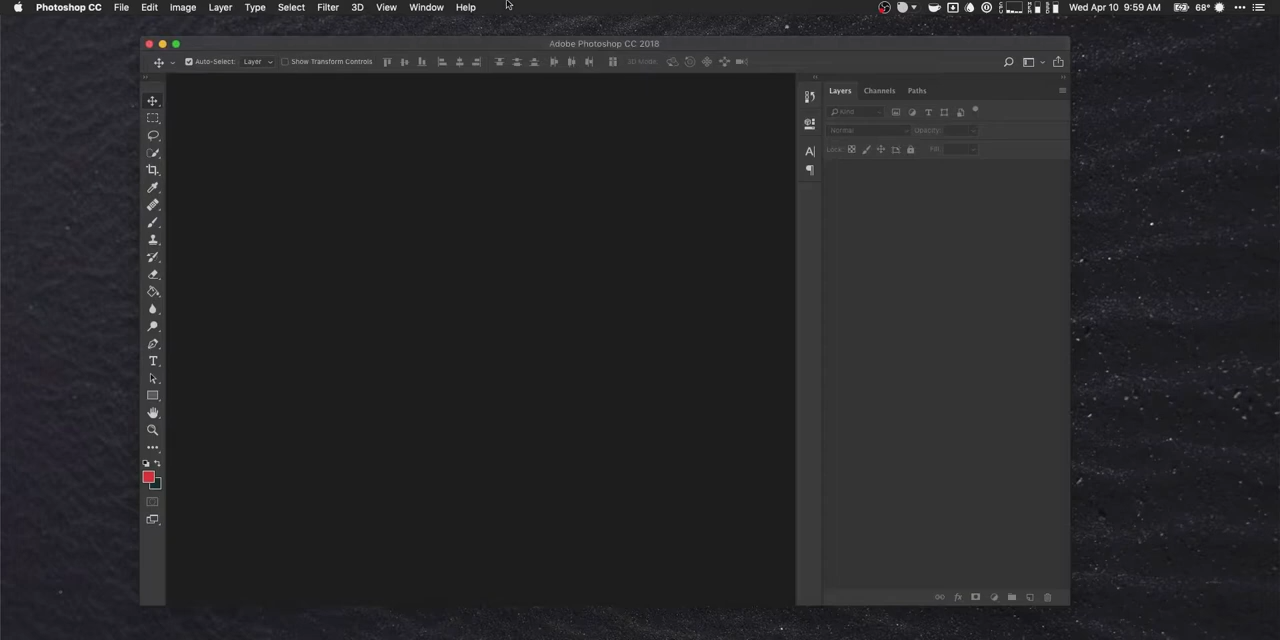 Photoshop CC File Edit Image Layer Type Select Filter 3D View Window Help Wed Apr 10 9:59 AM 68°
Adobe Photoshop CC 2018
Auto-Select: Layer Show Transform Controls 3D Mode:
Layers Channels Paths
Kind
Normal Opacity:
Lock: Fill: